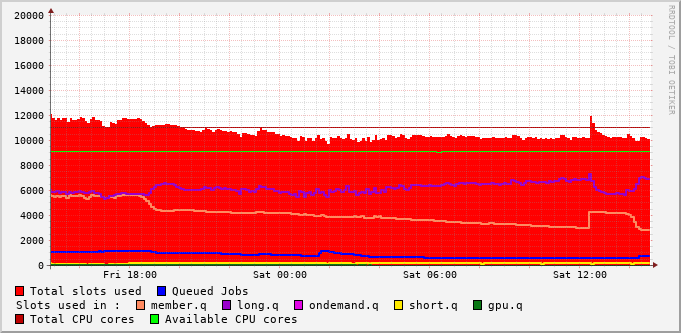 RRDTOOL / TOBI OETIKER
20000
18000
16000
14000
12000
10000
8000
6000
4000
2000
0
Fri 18:00 Sat 00:00 Sat 06:00 Sat 12:00
Total slots used Queued Jobs
Slots used in : member.q long.q ondemand.q short.q gpu.q
Total CPU cores Available CPU cores